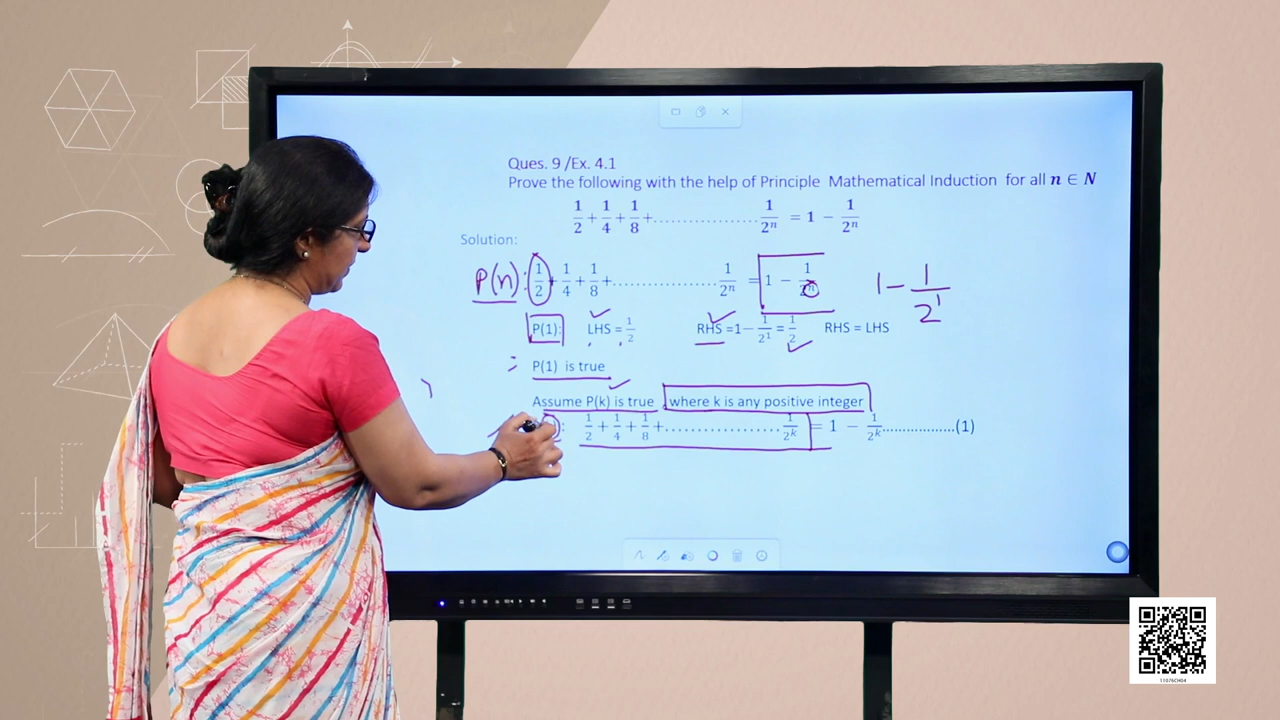 Ques. 9 /Ex. 4.1
Prove the following with the help of Principle Mathematical Induction for all n ∈ N
1/2 + 1/4 + 1/8 +.....................1/2ⁿ = 1 − 1/2ⁿ
Solution:
P(n): 1/2 + 1/4 + 1/8 +.....................1/2ⁿ = 1 − 1/2ⁿ 1 − 1/2¹
P(1): LHS = 1/2 RHS =1− 1/2¹ = 1/2 RHS = LHS
P(1) is true
Assume P(k) is true where k is any positive integer
: 1/2 + 1/4 + 1/8 +.....................1/2ᵏ = 1 − 1/2ᵏ.................(1)
11076CH04